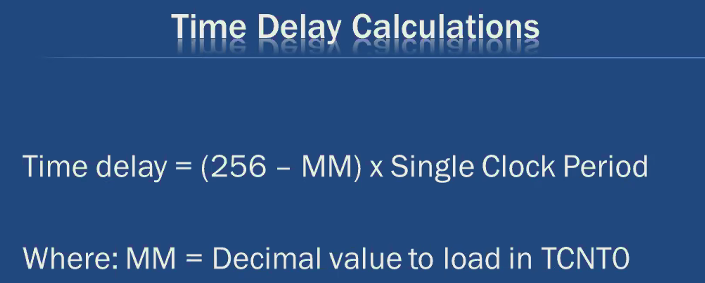 Time Delay Calculations
Time delay = (256 – MM) x Single Clock Period
Where: MM = Decimal value to load in TCNT0